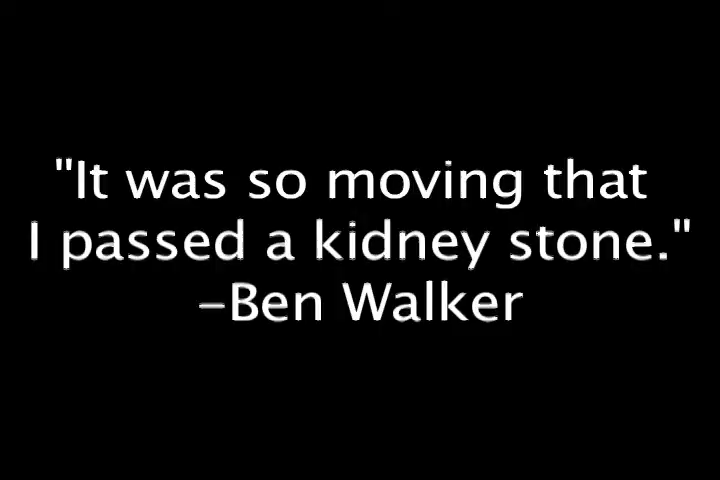 "It was so moving that
I passed a kidney stone."
–Ben Walker